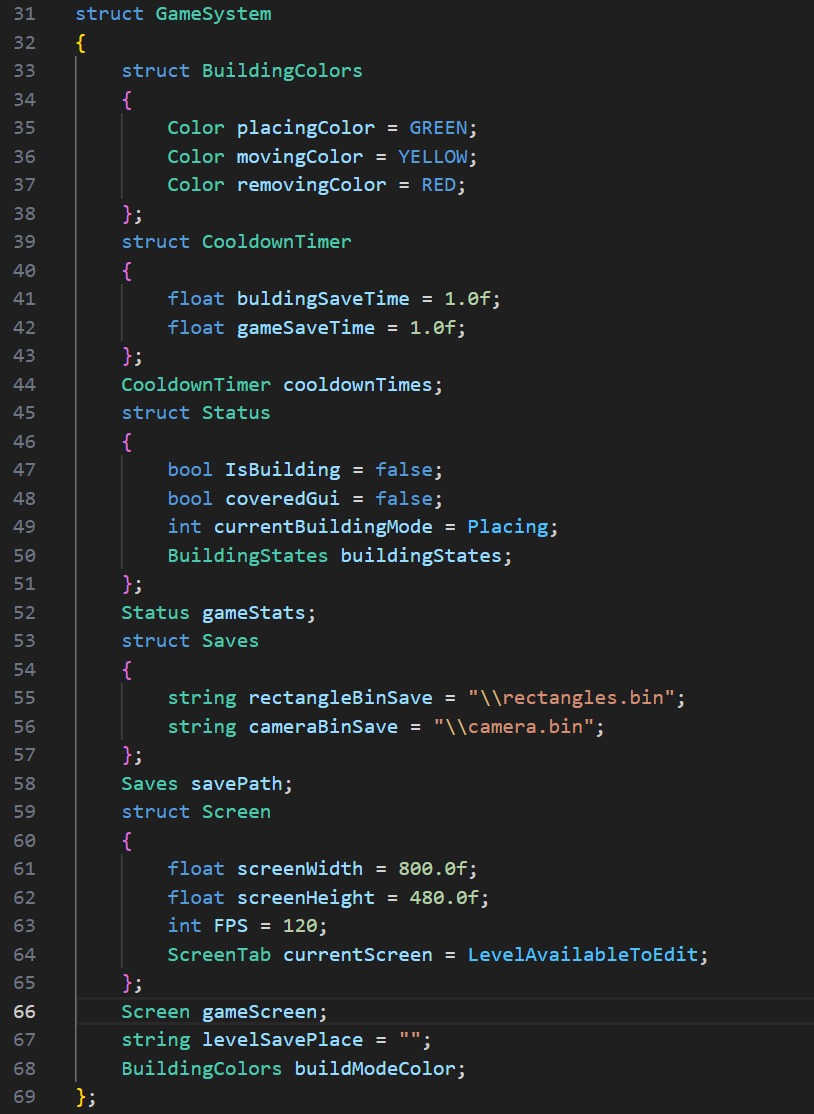 31 struct GameSystem
32 {
33     struct BuildingColors
34     {
35         Color placingColor = GREEN;
36         Color movingColor = YELLOW;
37         Color removingColor = RED;
38     };
39     struct CooldownTimer
40     {
41         float buldingSaveTime = 1.0f;
42         float gameSaveTime = 1.0f;
43     };
44     CooldownTimer cooldownTimes;
45     struct Status
46     {
47         bool IsBuilding = false;
48         bool coveredGui = false;
49         int currentBuildingMode = Placing;
50         BuildingStates buildingStates;
51     };
52     Status gameStats;
53     struct Saves
54     {
55         string rectangleBinSave = "\\rectangles.bin";
56         string cameraBinSave = "\\camera.bin";
57     };
58     Saves savePath;
59     struct Screen
60     {
61         float screenWidth = 800.0f;
62         float screenHeight = 480.0f;
63         int FPS = 120;
64         ScreenTab currentScreen = LevelAvailableToEdit;
65     };
66     Screen gameScreen;
67     string levelSavePlace = "";
68     BuildingColors buildModeColor;
69 };